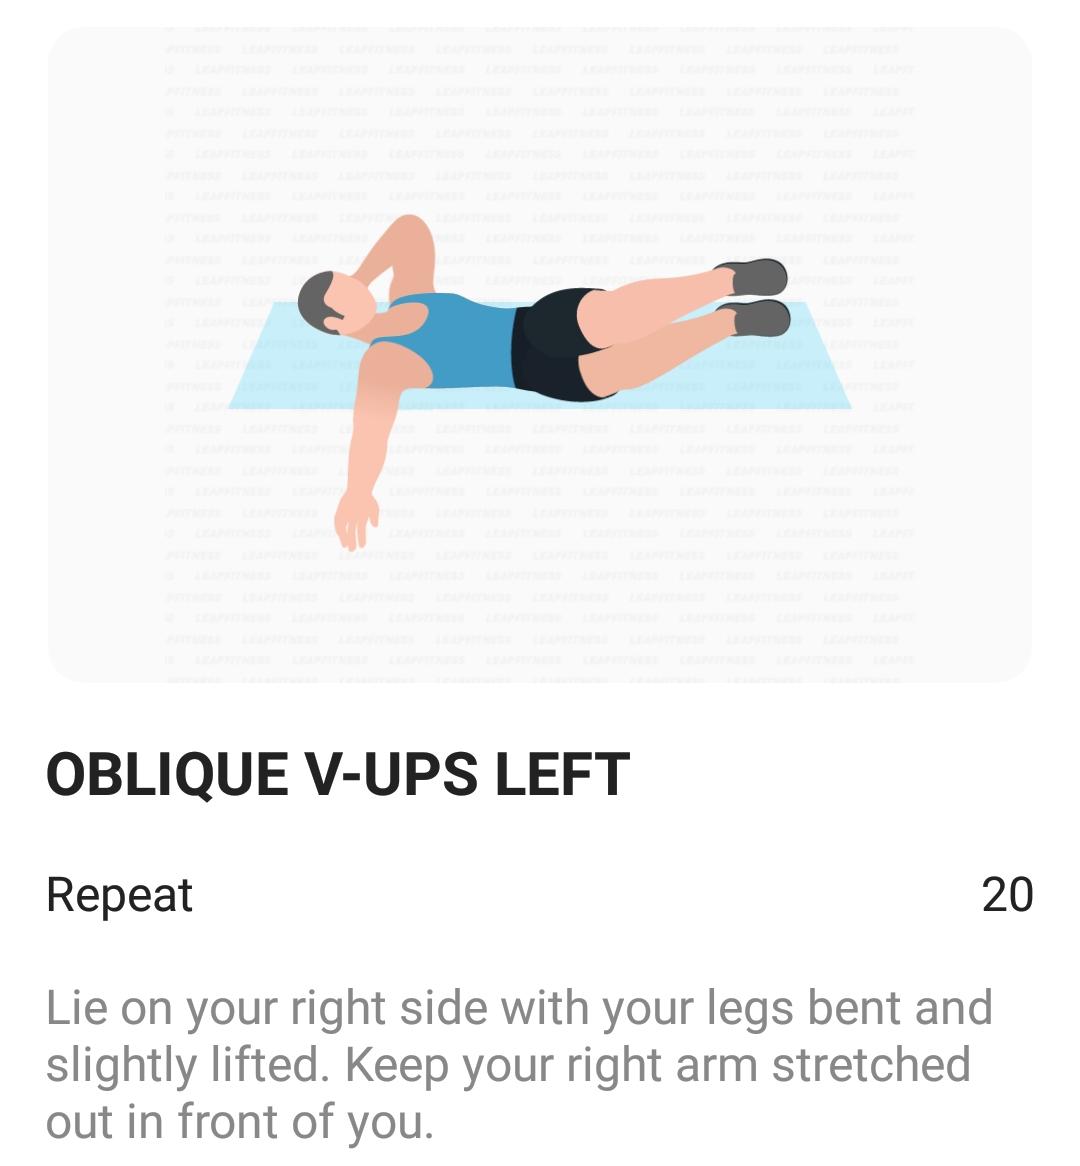 OBLIQUE V-UPS LEFT
Repeat 20
Lie on your right side with your legs bent and
slightly lifted. Keep your right arm stretched
out in front of you.